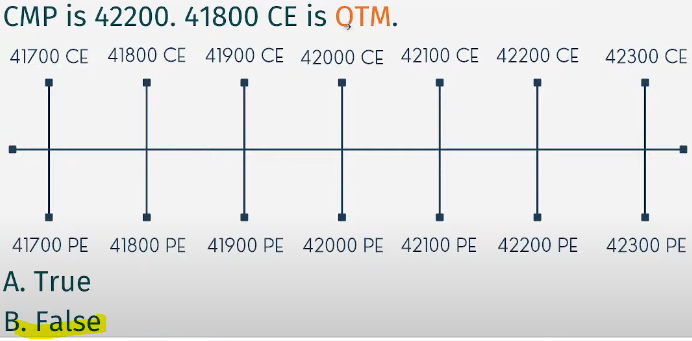 CMP is 42200. 41800 CE is OTM.
41700 CE 41800 CE 41900 CE 42000 CE 42100 CE 42200 CE 42300 CE
41700 PE 41800 PE 41900 PE 42000 PE 42100 PE 42200 PE 42300 PE
A. True
B. False